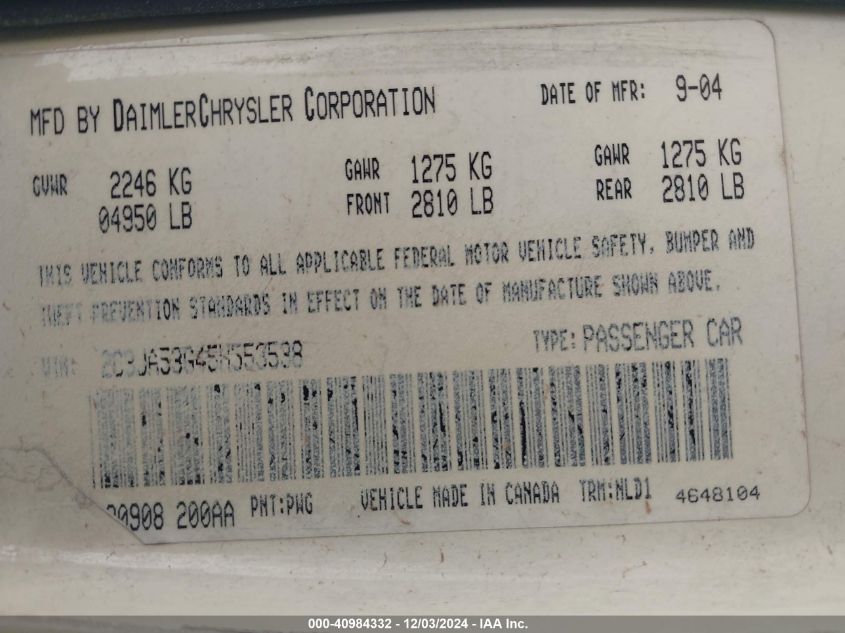 MFD BY DAIMLERCHRYSLER CORPORATION DATE OF MFR: 9-04
GVWR 2246 KG GAWR 1275 KG GAWR 1275 KG
04950 LB FRONT 2810 LB REAR 2810 LB
THIS VEHICLE CONFORMS TO ALL APPLICABLE FEDERAL MOTOR VEHICLE SAFETY, BUMPER AND
THEFT PREVENTION STANDARDS IN EFFECT ON THE DATE OF MANUFACTURE SHOWN ABOVE.
VIN: 2C3JA53G45H553538 TYPE: PASSENGER CAR
200AA PNT:PWG VEHICLE MADE IN CANADA TRM:NLD1 4648104
000-40984332 - 12/03/2024 - IAA Inc.